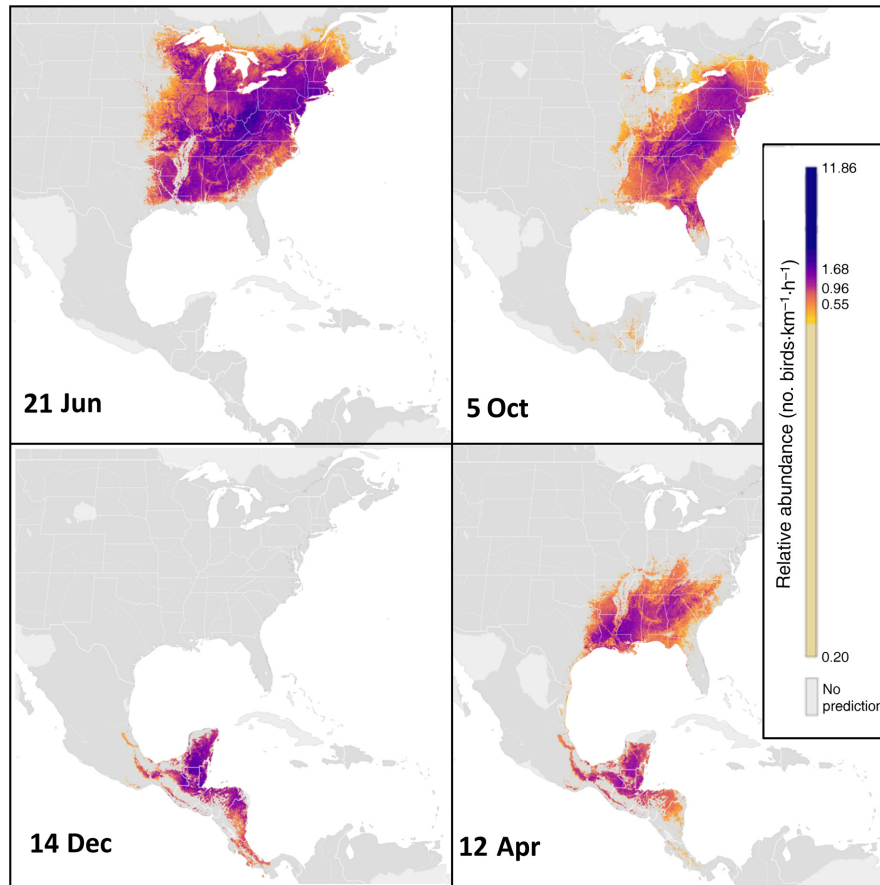 21 Jun
5 Oct
14 Dec
12 Apr
Relative abundance (no. birds·km⁻¹·h⁻¹)
11.86
1.68
0.96
0.55
0.20
No
prediction